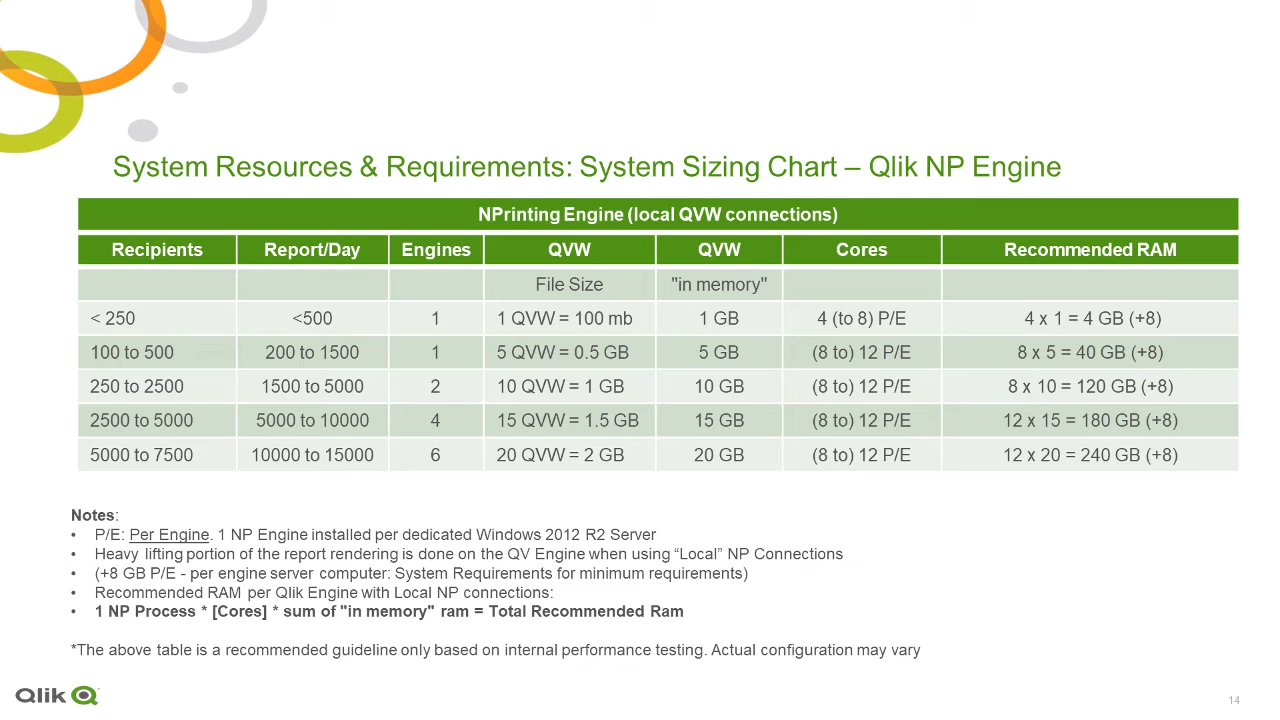 System Resources & Requirements: System Sizing Chart – Qlik NP Engine
NPrinting Engine (local QVW connections)
Recipients Report/Day Engines QVW QVW Cores Recommended RAM
File Size "in memory"
< 250 <500 1 1 QVW = 100 mb 1 GB 4 (to 8) P/E 4 x 1 = 4 GB (+8)
100 to 500 200 to 1500 1 5 QVW = 0.5 GB 5 GB (8 to) 12 P/E 8 x 5 = 40 GB (+8)
250 to 2500 1500 to 5000 2 10 QVW = 1 GB 10 GB (8 to) 12 P/E 8 x 10 = 120 GB (+8)
2500 to 5000 5000 to 10000 4 15 QVW = 1.5 GB 15 GB (8 to) 12 P/E 12 x 15 = 180 GB (+8)
5000 to 7500 10000 to 15000 6 20 QVW = 2 GB 20 GB (8 to) 12 P/E 12 x 20 = 240 GB (+8)
Notes:
• P/E: Per Engine. 1 NP Engine installed per dedicated Windows 2012 R2 Server
• Heavy lifting portion of the report rendering is done on the QV Engine when using “Local” NP Connections
• (+8 GB P/E - per engine server computer: System Requirements for minimum requirements)
• Recommended RAM per Qlik Engine with Local NP connections:
• 1 NP Process * [Cores] * sum of "in memory" ram = Total Recommended Ram
*The above table is a recommended guideline only based on internal performance testing. Actual configuration may vary
Qlik
14